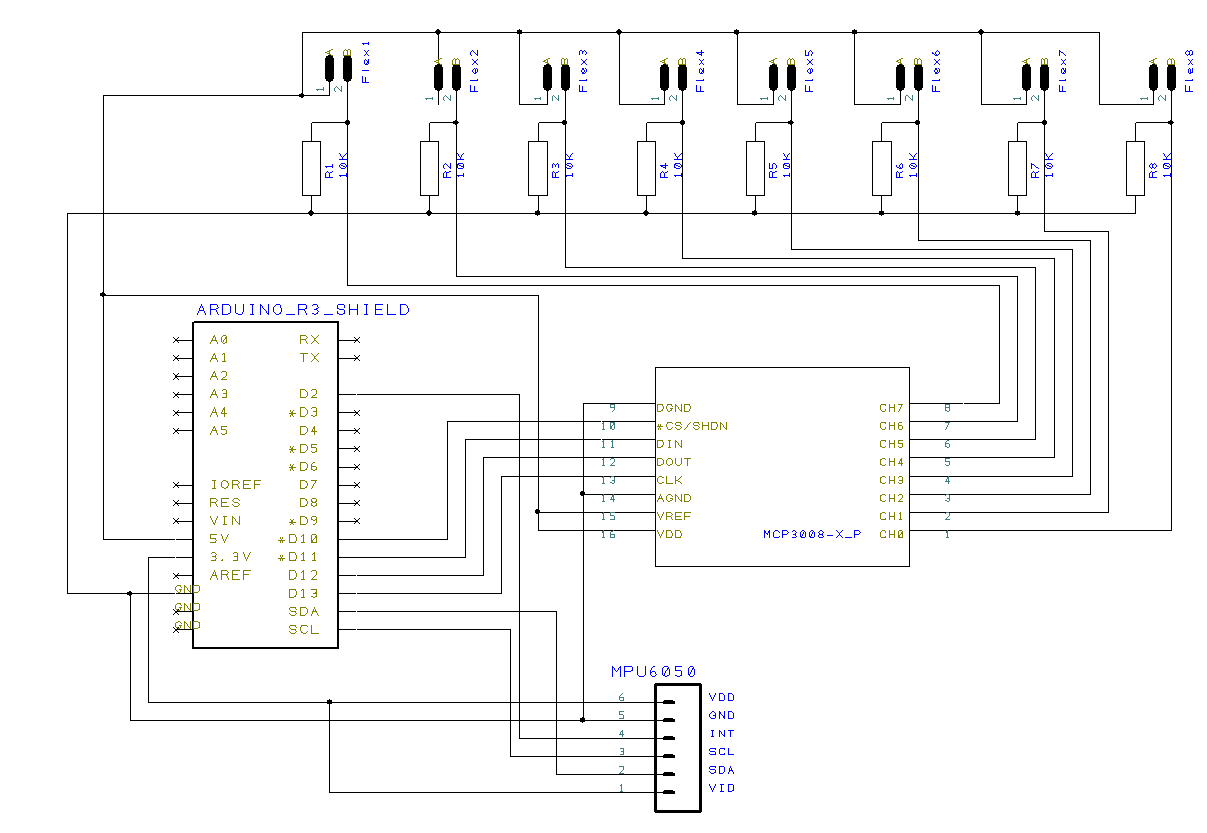 A B Flex1 1 2
A B Flex2 1 2
A B Flex3 1 2
A B Flex4 1 2
A B Flex5 1 2
A B Flex6 1 2
A B Flex7 1 2
A B Flex8 1 2
R1 10K
R2 10K
R3 10K
R4 10K
R5 10K
R6 10K
R7 10K
R8 10K
ARDUINO_R3_SHIELD
A0 RX
A1 TX
A2
A3 D2
A4 *D3
A5 D4
*D5
*D6
IOREF D7
RES D8
VIN *D9
5V *D10
3.3V *D11
AREF D12
GND D13
GND SDA
GND SCL
9 DGND CH7 8
10 *CS/SHDN CH6 7
11 DIN CH5 6
12 DOUT CH4 5
13 CLK CH3 4
14 AGND CH2 3
15 VREF CH1 2
16 VDD MCP3008-X_P CH0 1
MPU6050
6 VDD
5 GND
4 INT
3 SCL
2 SDA
1 VID